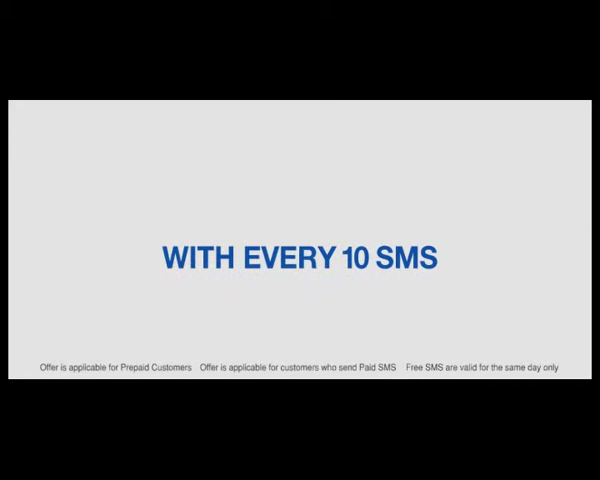 WITH EVERY 10 SMS
Offer is applicable for Prepaid Customers Offer is applicable for customers who send Paid SMS Free SMS are valid for the same day only